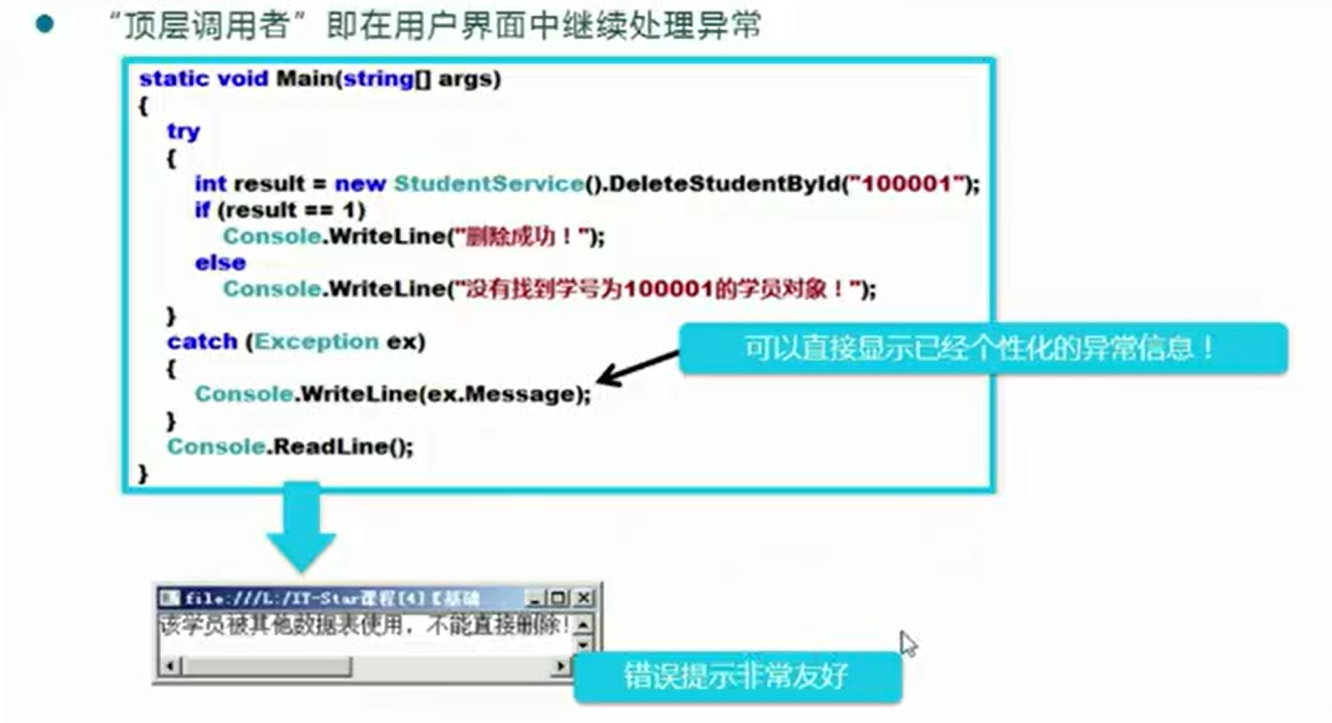 “顶层调用者”即在用户界面中继续处理异常
static void Main(string[] args)
{
try
{
int result = new StudentService().DeleteStudentById("100001");
if (result == 1)
Console.WriteLine("删除成功！");
else
Console.WriteLine("没有找到学号为100001的学员对象！");
}
catch (Exception ex)
{
可以直接显示已经个性化的异常信息！
Console.WriteLine(ex.Message);
}
Console.ReadLine();
}
file:///L:/IT-Star课程[4]【基础
该学员被其他数据表使用，不能直接删除!
错误提示非常友好